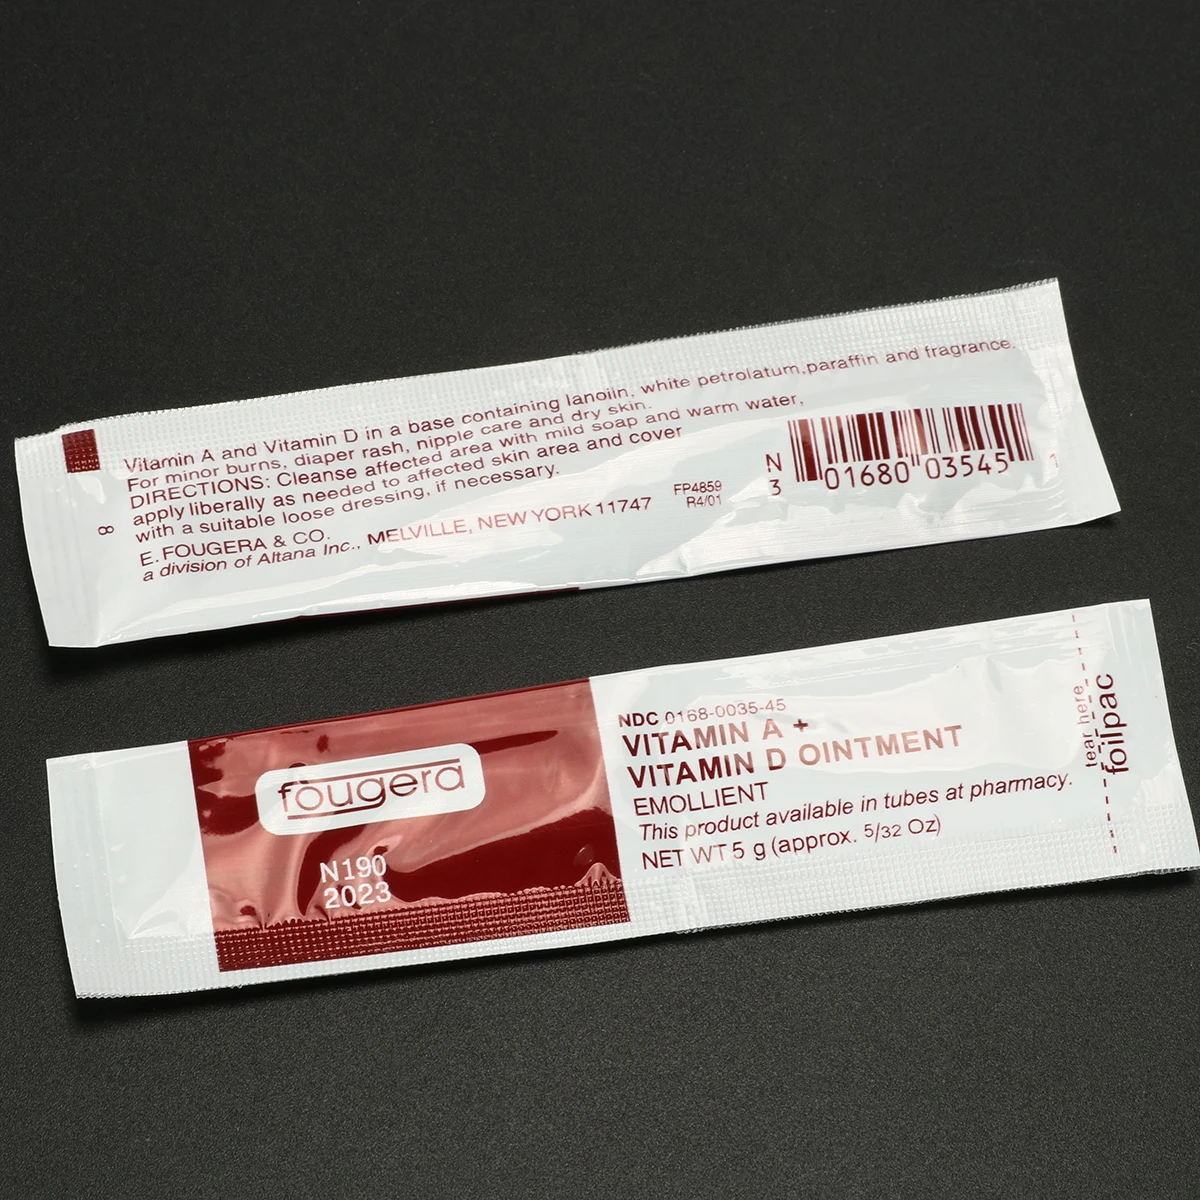 Vitamin A and Vitamin D in a base containing lanolin, white petrolatum,paraffin and fragrance.
For minor burns, diaper rash, nipple care and dry skin.
DIRECTIONS: Cleanse affected area with mild soap and warm water,
apply liberally as needed to affected skin area and cover
with a suitable loose dressing, if necessary.
E. FOUGERA & CO.
a division of Altana Inc., MELVILLE, NEW YORK 11747
FP4859
R4/01
8
N
3
01680 03545
1
fougera
N190
2023
NDC 0168-0035-45
VITAMIN A +
VITAMIN D OINTMENT
EMOLLIENT
This product available in tubes at pharmacy.
NET WT 5 g (approx. 5/32 Oz)
tear here
foilpac